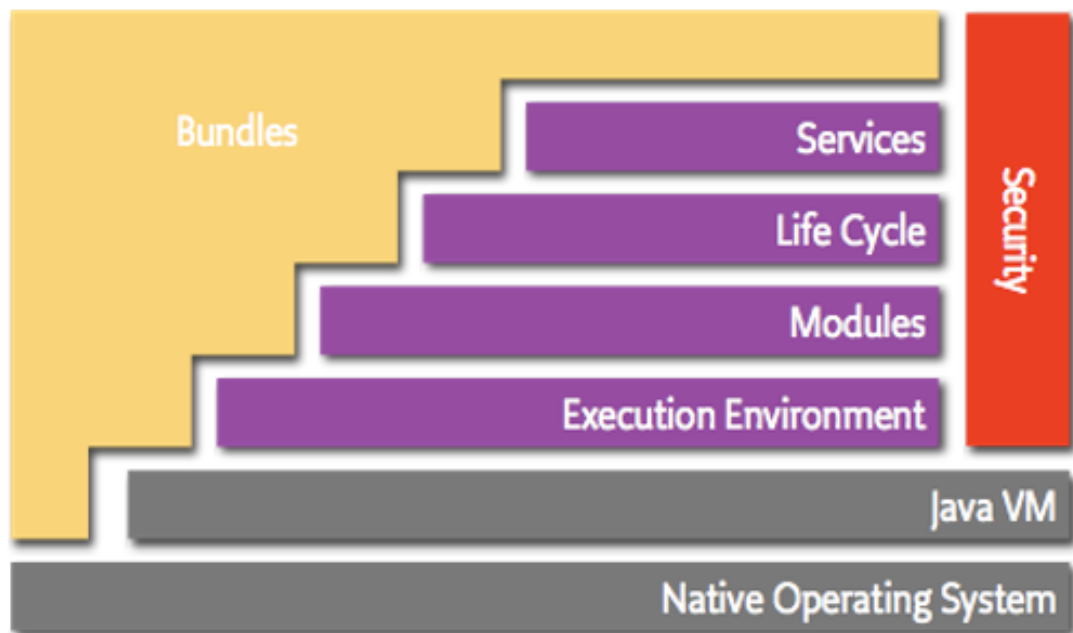 Bundles
Services
Life Cycle
Modules
Execution Environment
Security
Java VM
Native Operating System